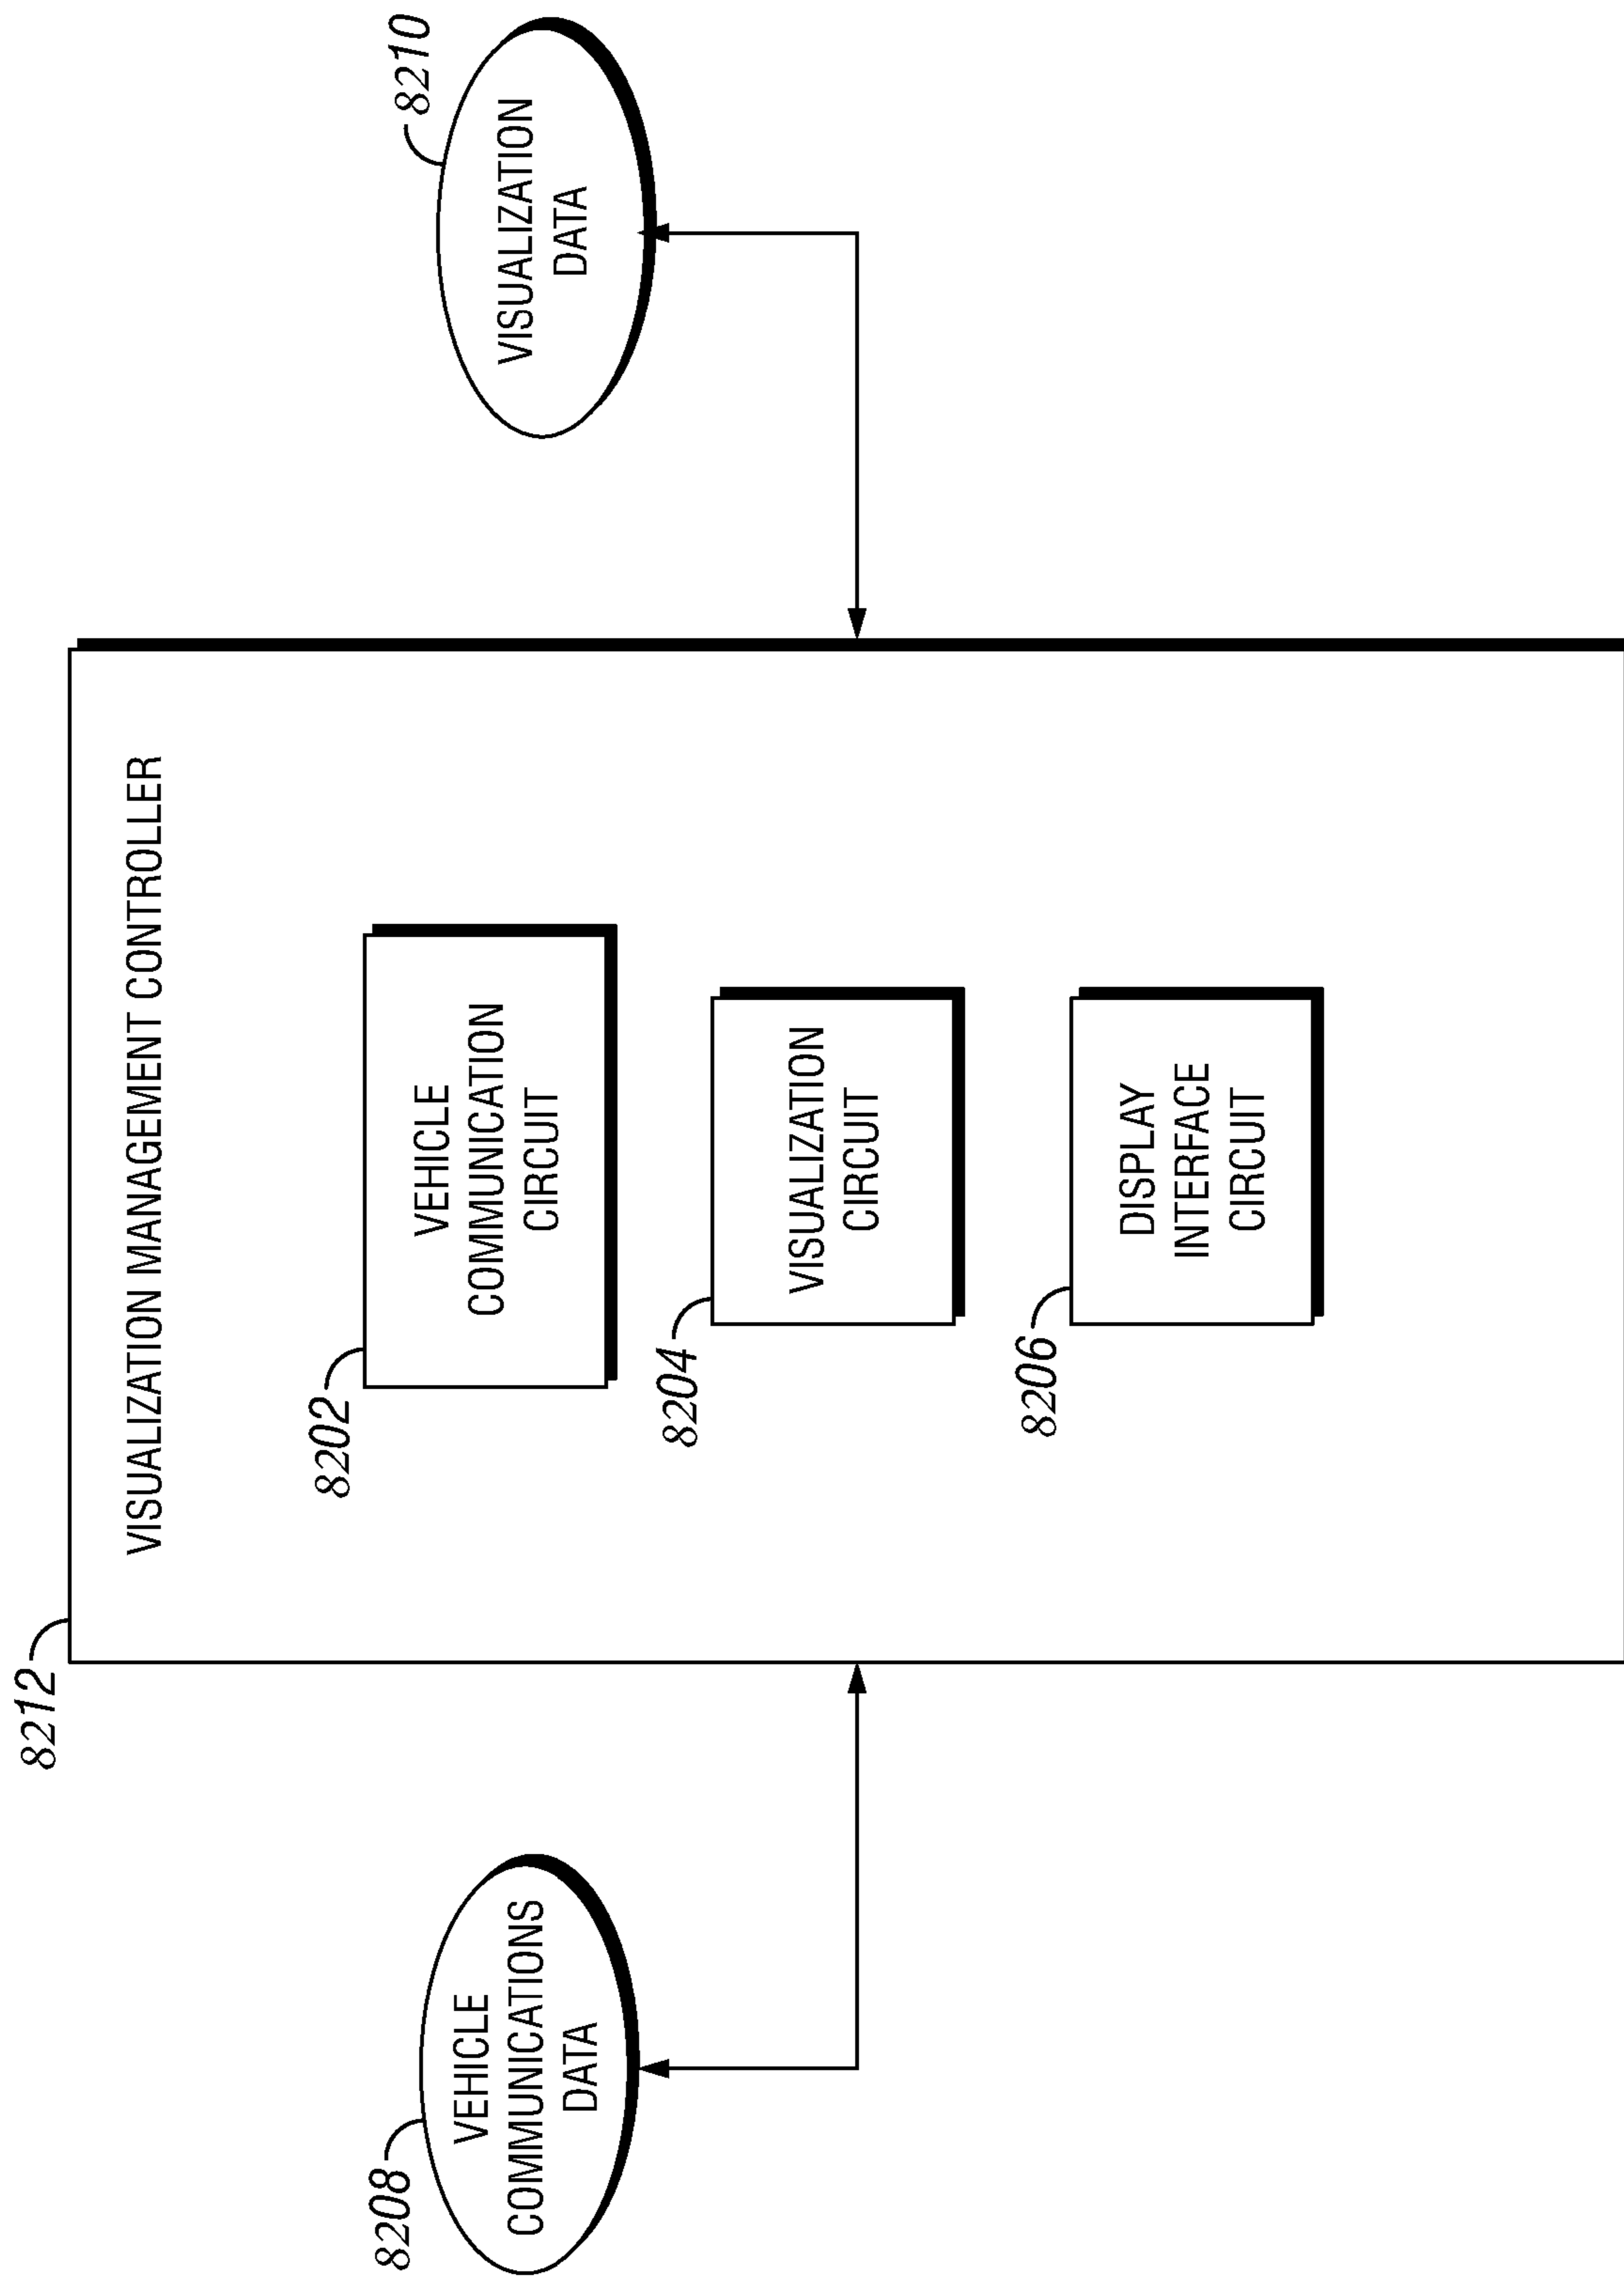 8212
VISUALIZATION MANAGEMENT CONTROLLER
8208
VEHICLE
COMMUNICATIONS
DATA
8202
VEHICLE
COMMUNICATION
CIRCUIT
8204
VISUALIZATION
CIRCUIT
8206
DISPLAY
INTERFACE
CIRCUIT
8210
VISUALIZATION
DATA